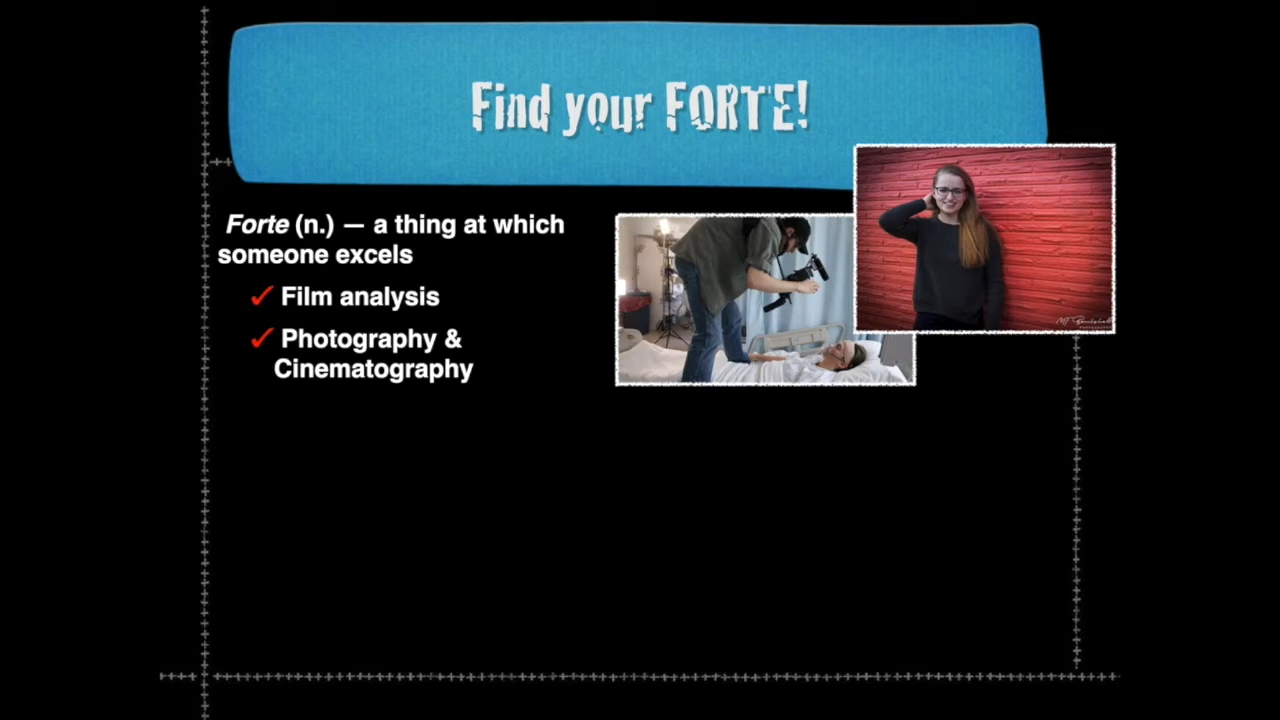 Find your FORTE!
Forte (n.) — a thing at which
someone excels
✓ Film analysis
✓ Photography &
Cinematography